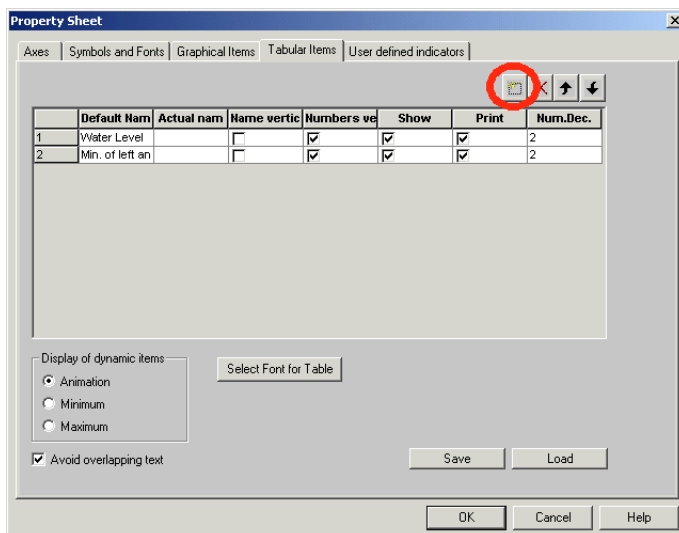 Property Sheet
Axes Symbols and Fonts Graphical Items Tabular Items User defined indicators
Default Nam Actual nam Name vertic Numbers ve Show Print Num.Dec.
1 Water Level 2
2 Min. of left an 2
Display of dynamic items
Animation
Minimum
Maximum
Select Font for Table
Avoid overlapping text
Save Load
OK Cancel Help